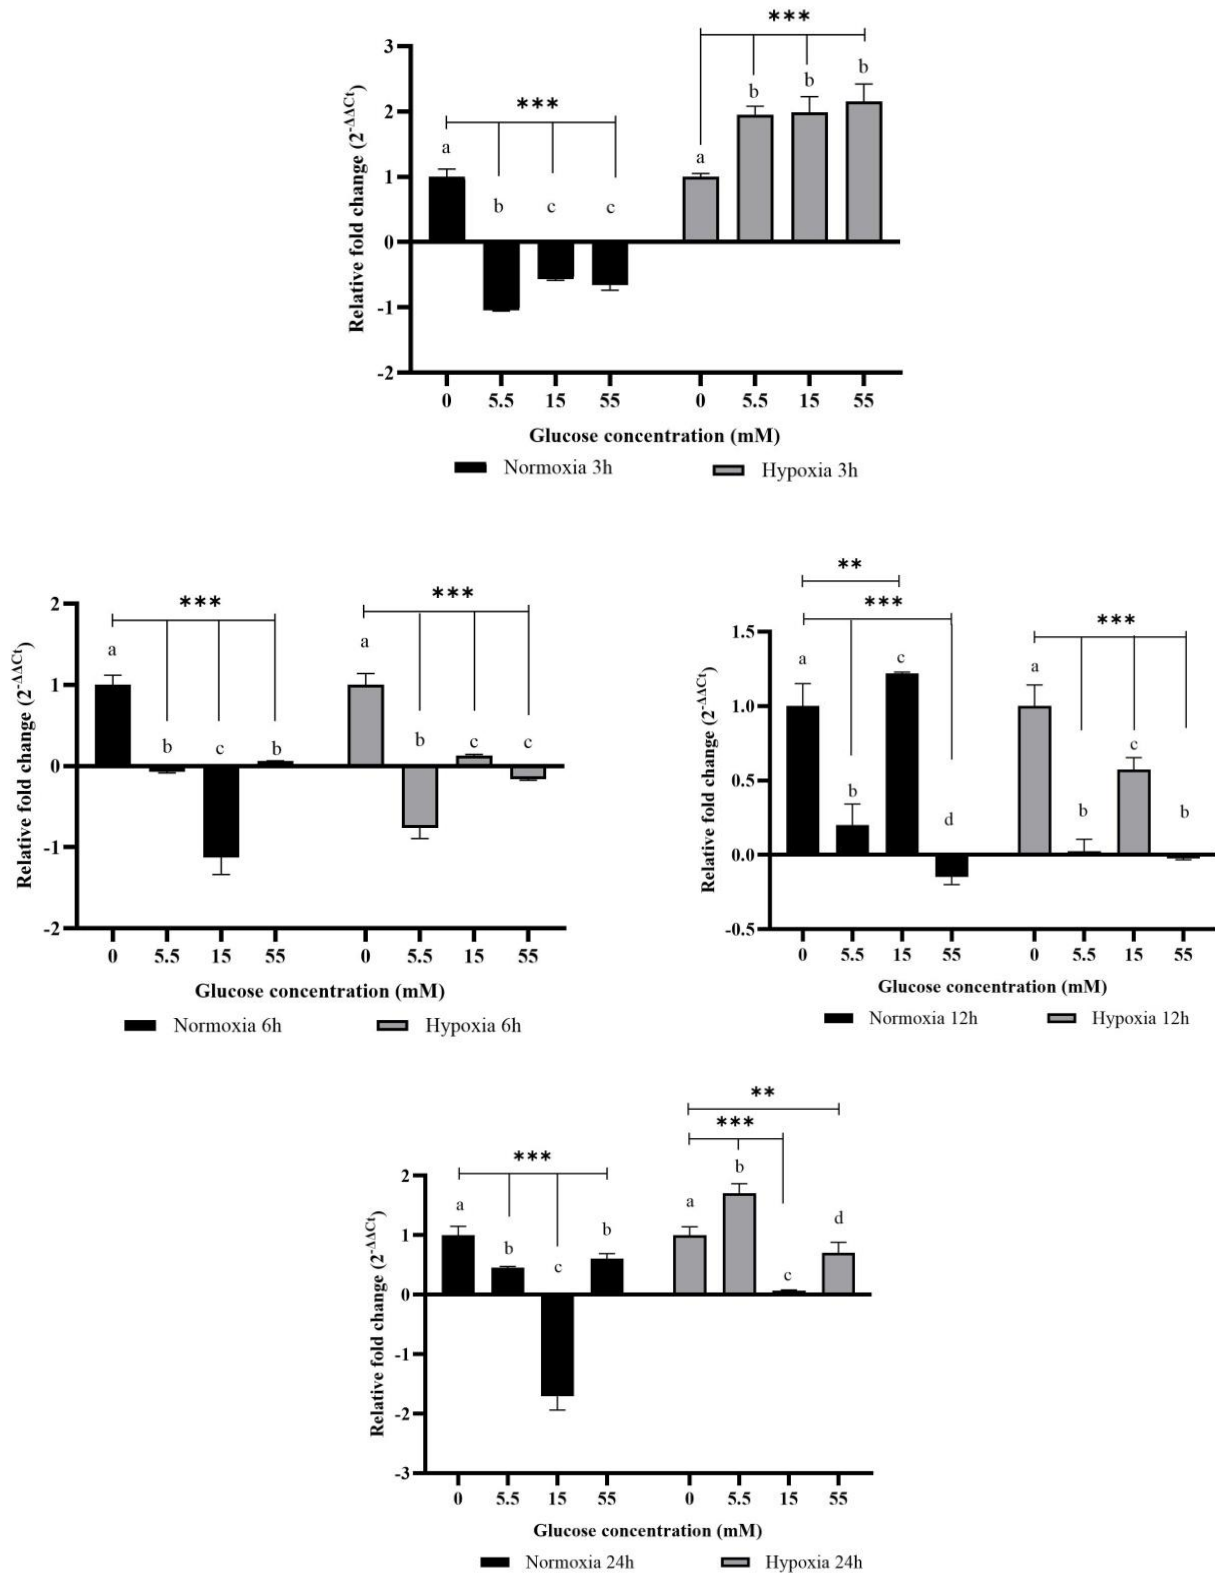 ***
***
3
2
1
0
-1
-2
Relative fold change (2^-ΔΔCt)
a b c c a b b b
0 5.5 15 55 0 5.5 15 55
Glucose concentration (mM)
Normoxia 3h Hypoxia 3h
*** ***
2
1
0
-1
-2
Relative fold change (2^-ΔΔCt)
a b c b a b c c
0 5.5 15 55 0 5.5 15 55
Glucose concentration (mM)
Normoxia 6h Hypoxia 6h
**
*** ***
1.5
1.0
0.5
0.0
-0.5
Relative fold change (2^-ΔΔCt)
a b c d a b c b
0 5.5 15 55 0 5.5 15 55
Glucose concentration (mM)
Normoxia 12h Hypoxia 12h
**
*** ***
2
1
0
-1
-2
-3
Relative fold change (2^-ΔΔCt)
a b c b a b c d
0 5.5 15 55 0 5.5 15 55
Glucose concentration (mM)
Normoxia 24h Hypoxia 24h